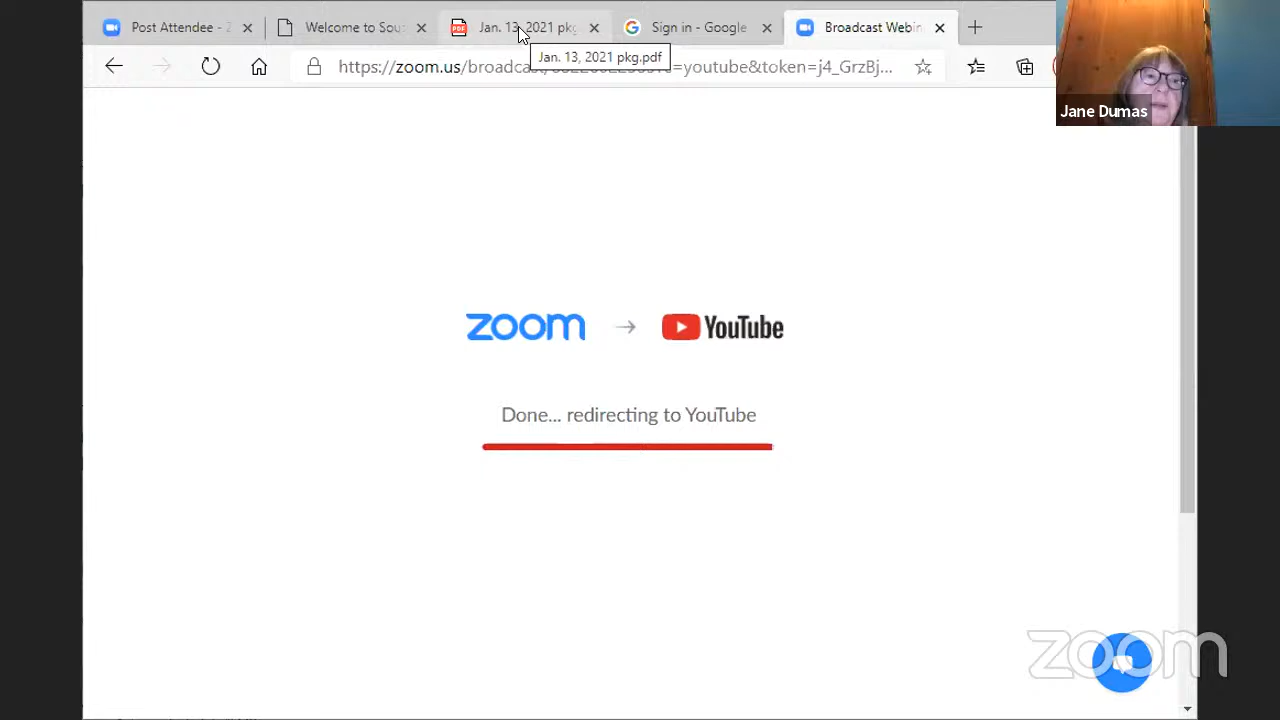 Post Attendee - Z
Welcome to Sou
Jan. 13, 2021 pkg
Sign in - Google
Broadcast Webin
Jan. 13, 2021 pkg.pdf
https://zoom.us/broadcast/ =youtube&token=j4_GrzBj...
Jane Dumas
zoom → YouTube
Done... redirecting to YouTube
zoom